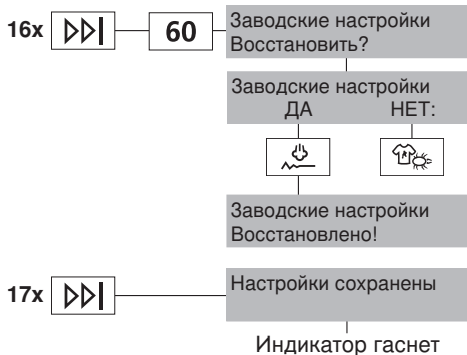 16x
60
Заводские настройки
Восстановить?
Заводские настройки
ДА НЕТ:
Заводские настройки
Восстановлено!
17x
Настройки сохранены
Индикатор гаснет